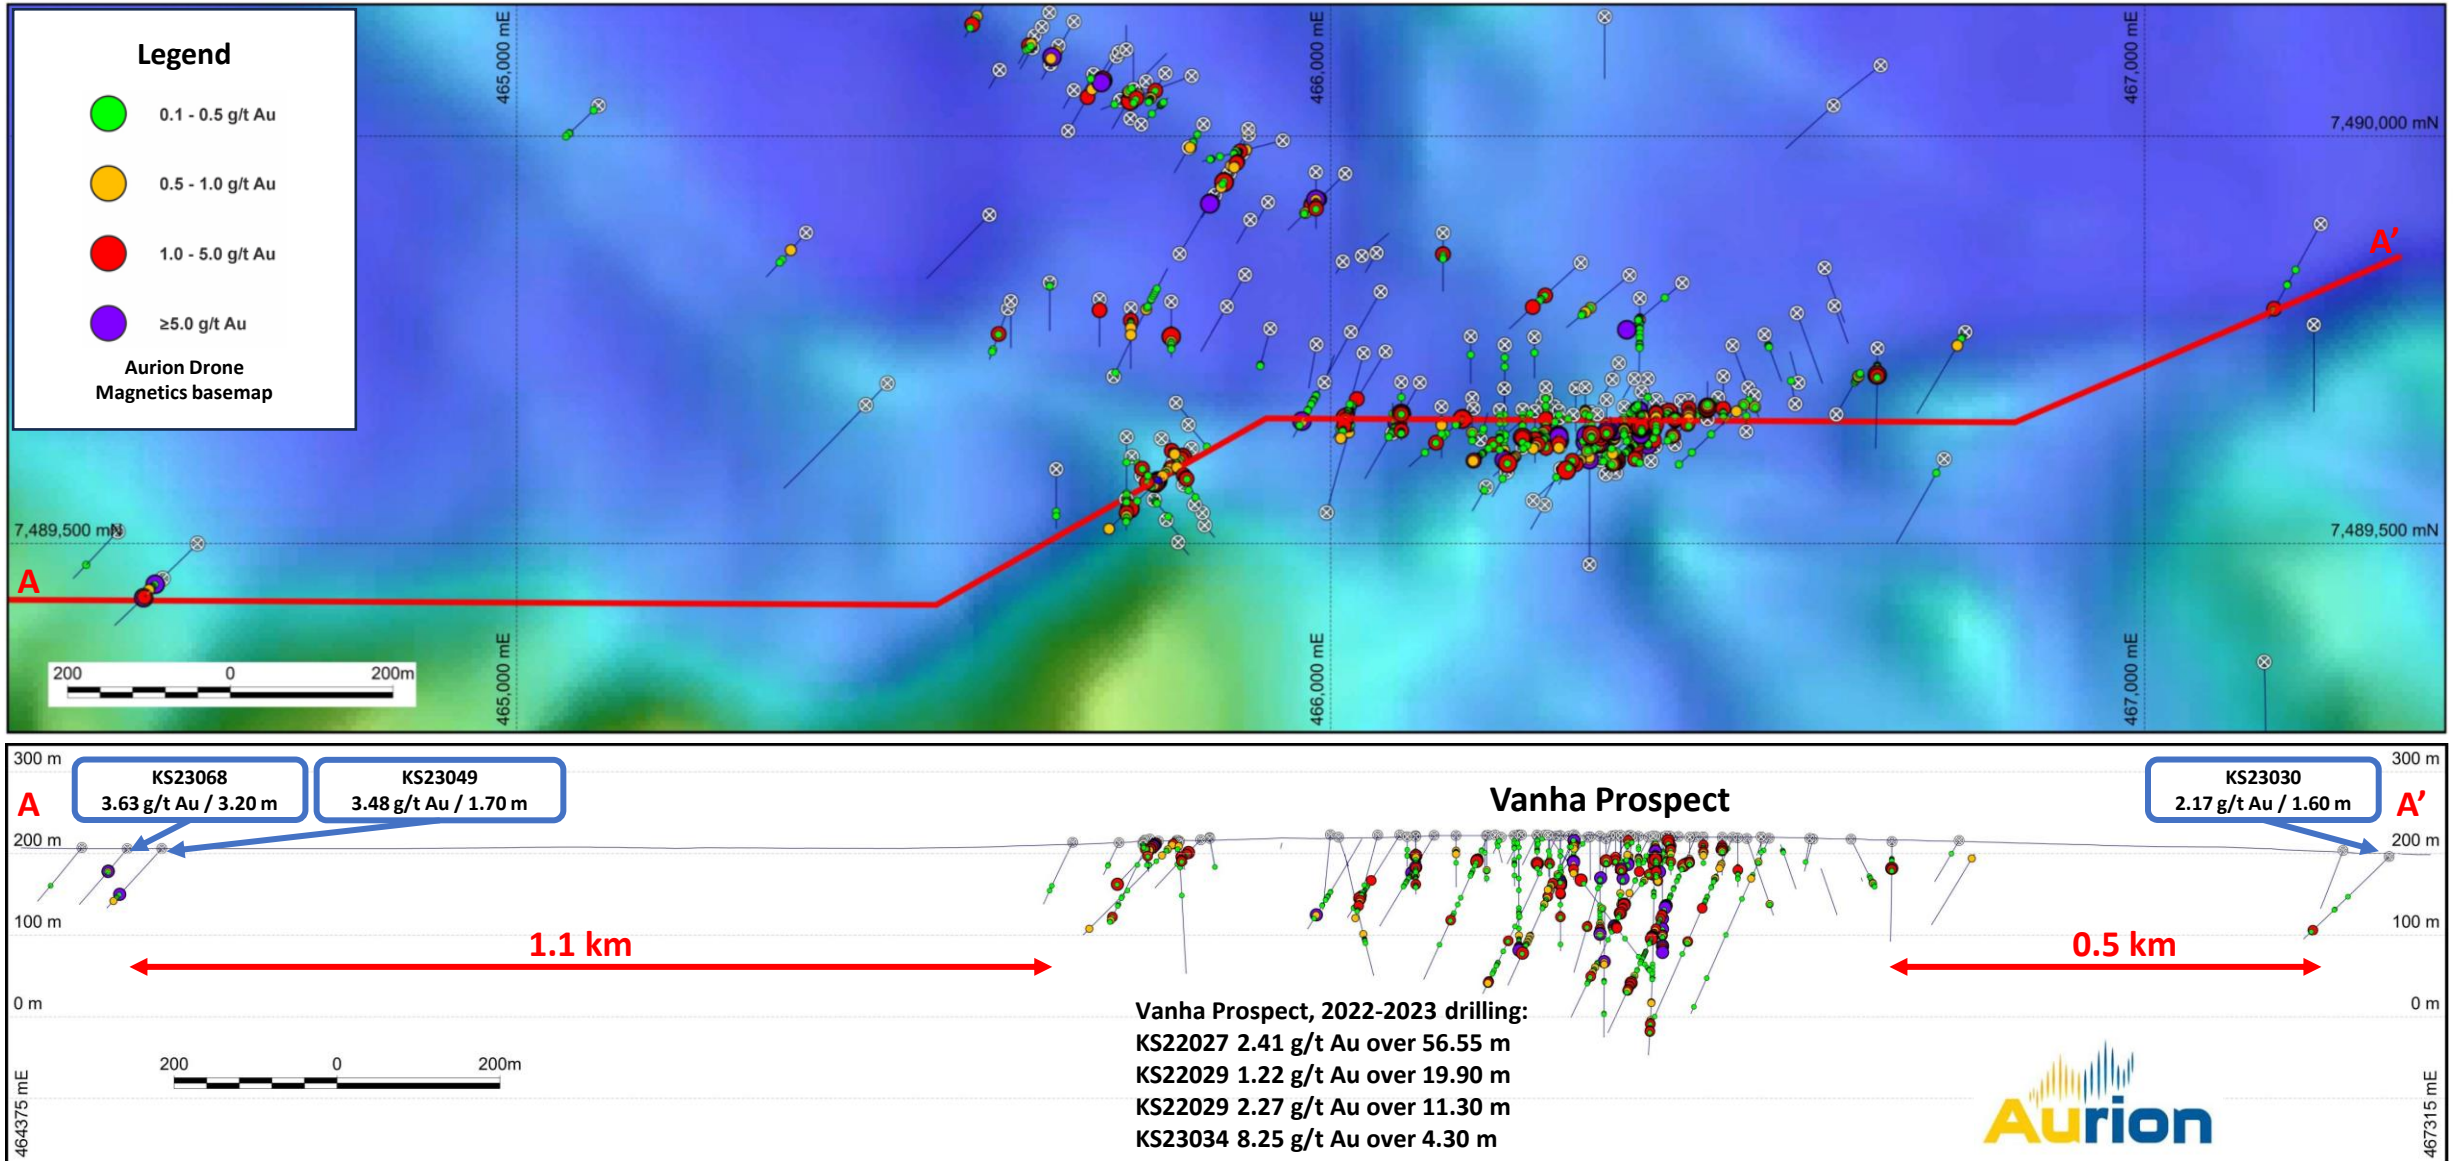 Legend
0.1 - 0.5 g/t Au
0.5 - 1.0 g/t Au
1.0 - 5.0 g/t Au
≥5.0 g/t Au
Aurion Drone
Magnetics basemap
465,000 mE
466,000 mE
467,000 mE
7,490,000 mN
A'
7,489,500 mN
7,489,500 mN
A
200 0 200m
465,000 mE
466,000 mE
467,000 mE
300 m
300 m
KS23068
3.63 g/t Au / 3.20 m
KS23049
3.48 g/t Au / 1.70 m
Vanha Prospect
KS23030
2.17 g/t Au / 1.60 m
A
A'
200 m
200 m
100 m
100 m
1.1 km
0.5 km
0 m
0 m
Vanha Prospect, 2022-2023 drilling:
KS22027 2.41 g/t Au over 56.55 m
KS22029 1.22 g/t Au over 19.90 m
KS22029 2.27 g/t Au over 11.30 m
KS23034 8.25 g/t Au over 4.30 m
200 0 200m
464375 mE
467315 mE
Aurion